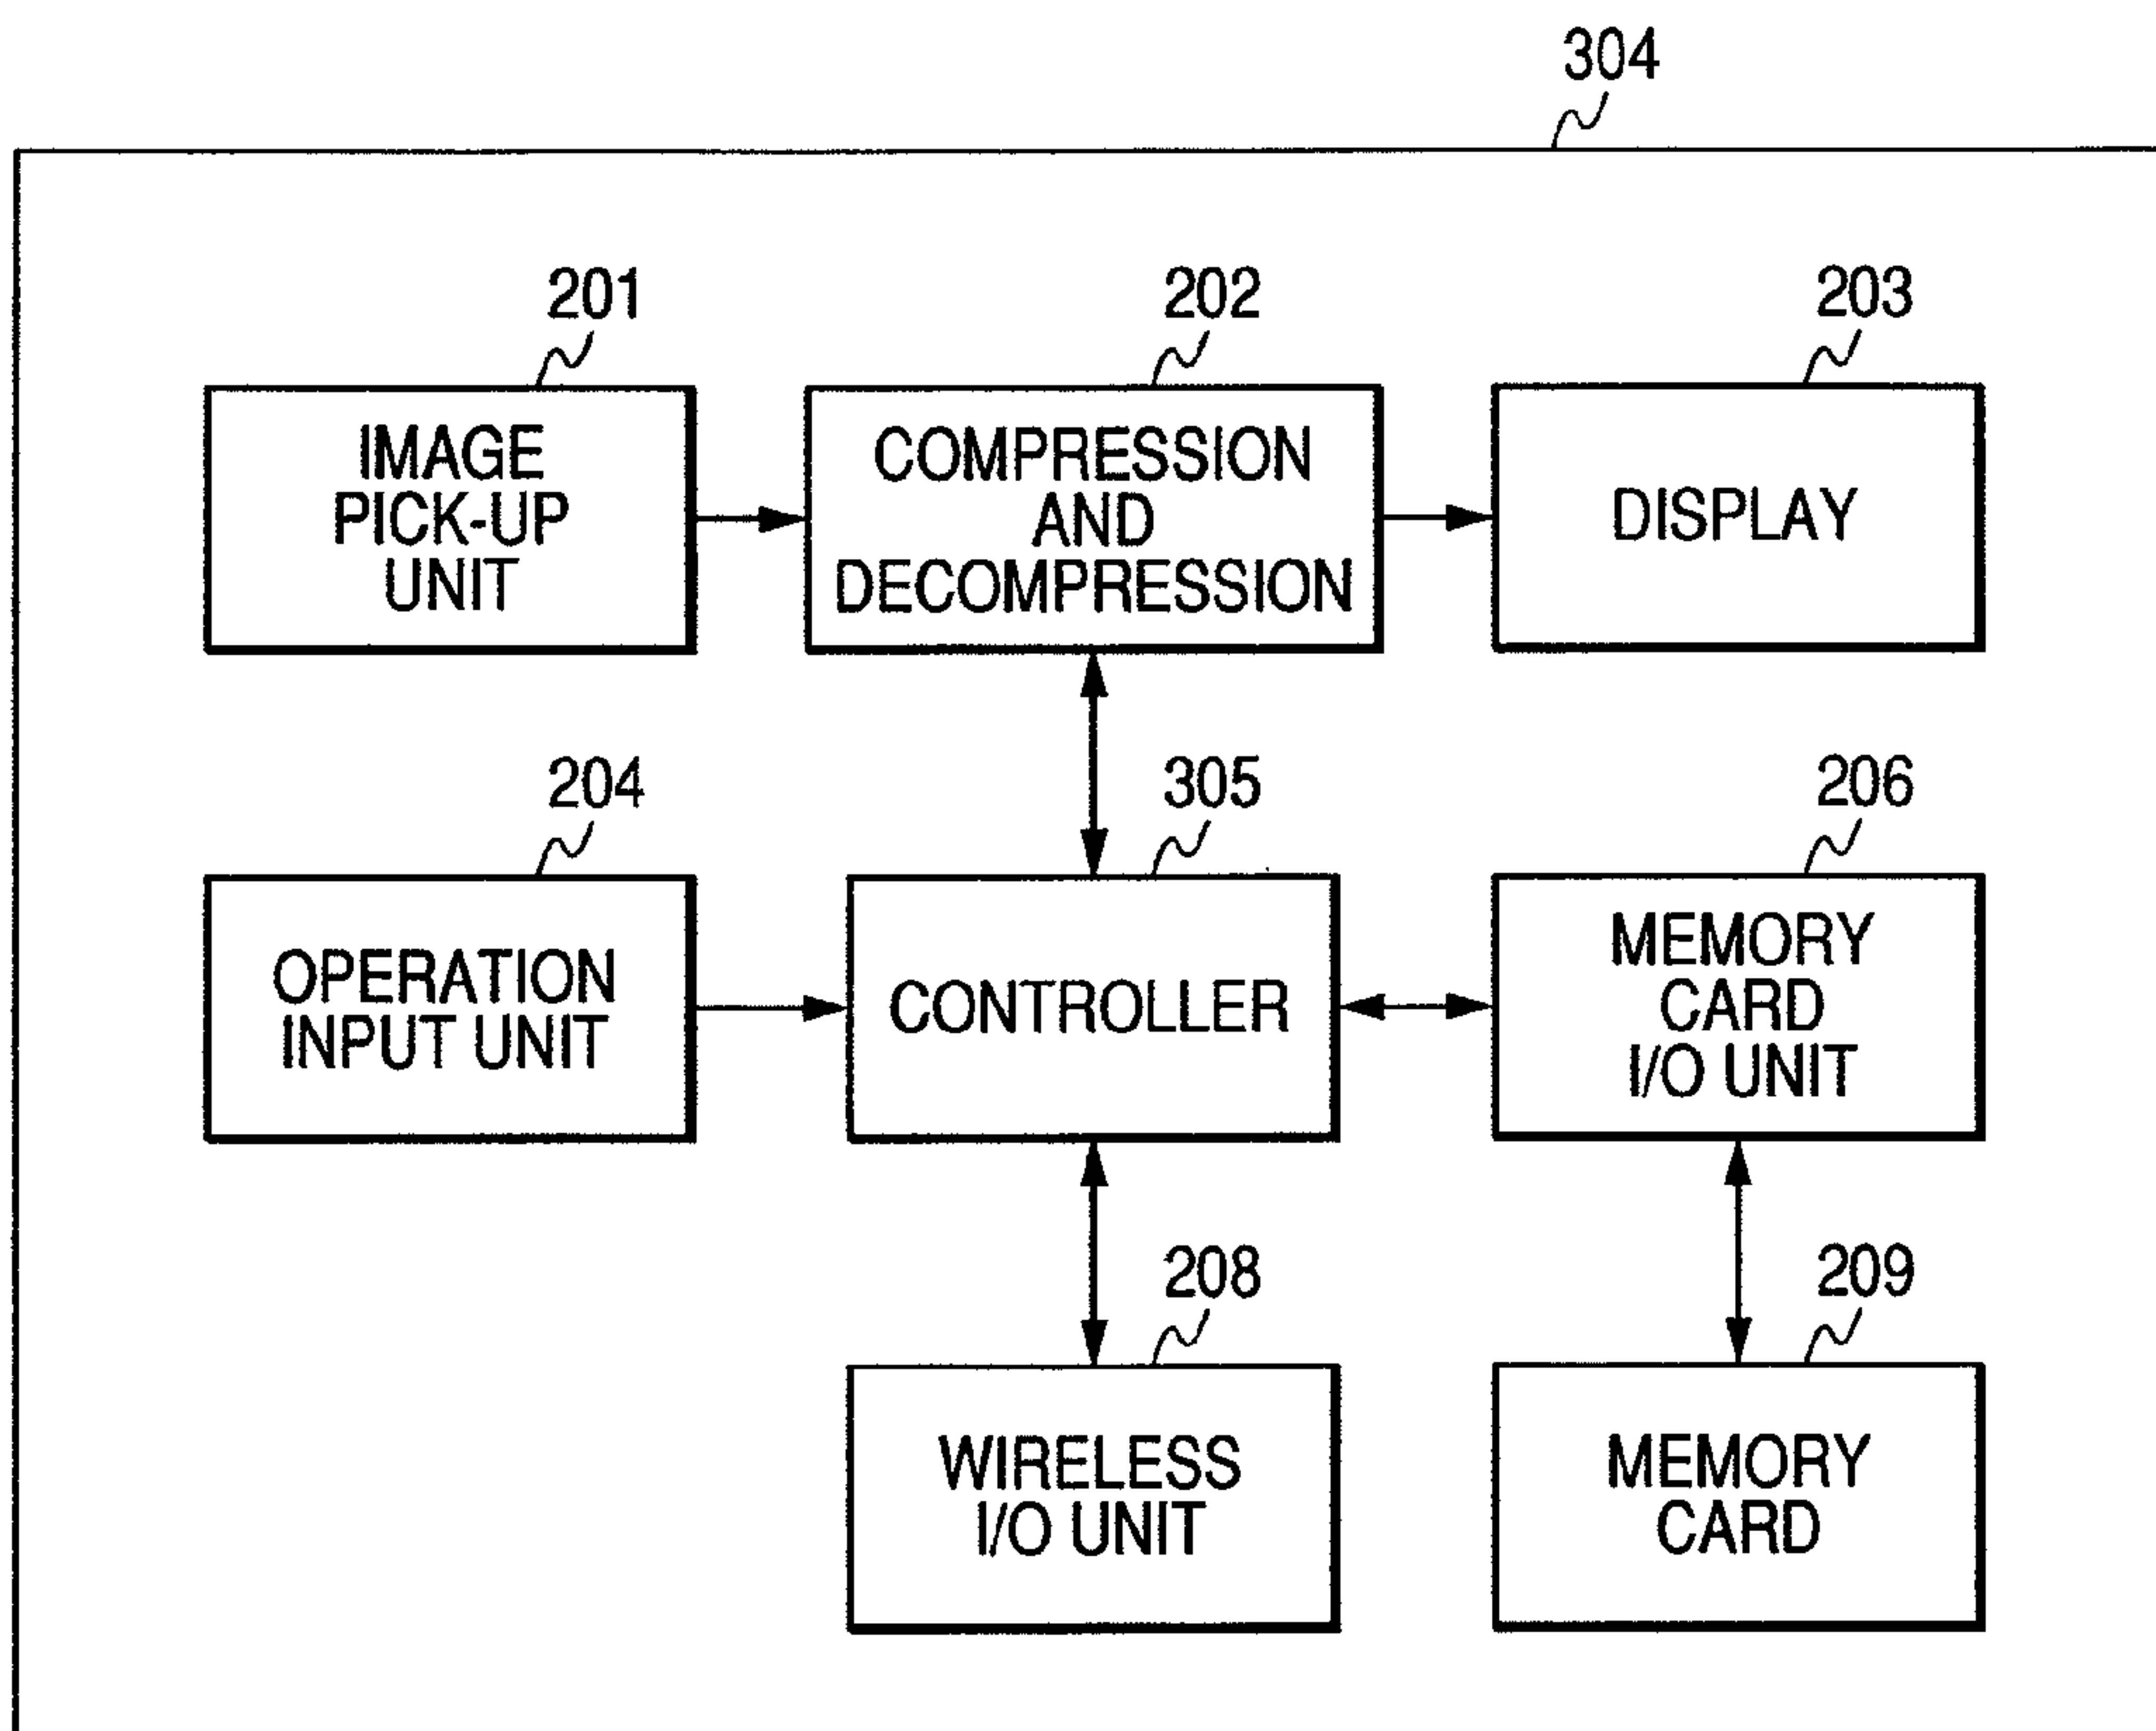 304
201
202
203
IMAGE
PICK-UP
UNIT
COMPRESSION
AND
DECOMPRESSION
DISPLAY
204
305
206
OPERATION
INPUT UNIT
CONTROLLER
MEMORY
CARD
I/O UNIT
208
209
WIRELESS
I/O UNIT
MEMORY
CARD